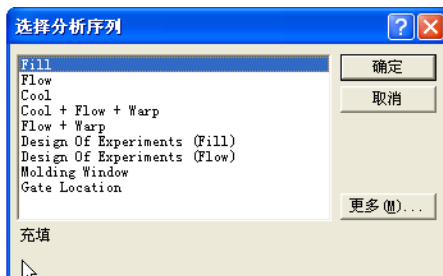 选择分析序列
Fill
Flow
Cool
Cool + Flow + Warp
Flow + Warp
Design Of Experiments (Fill)
Design Of Experiments (Flow)
Molding Window
Gate Location
确定
取消
更多(M)...
充填